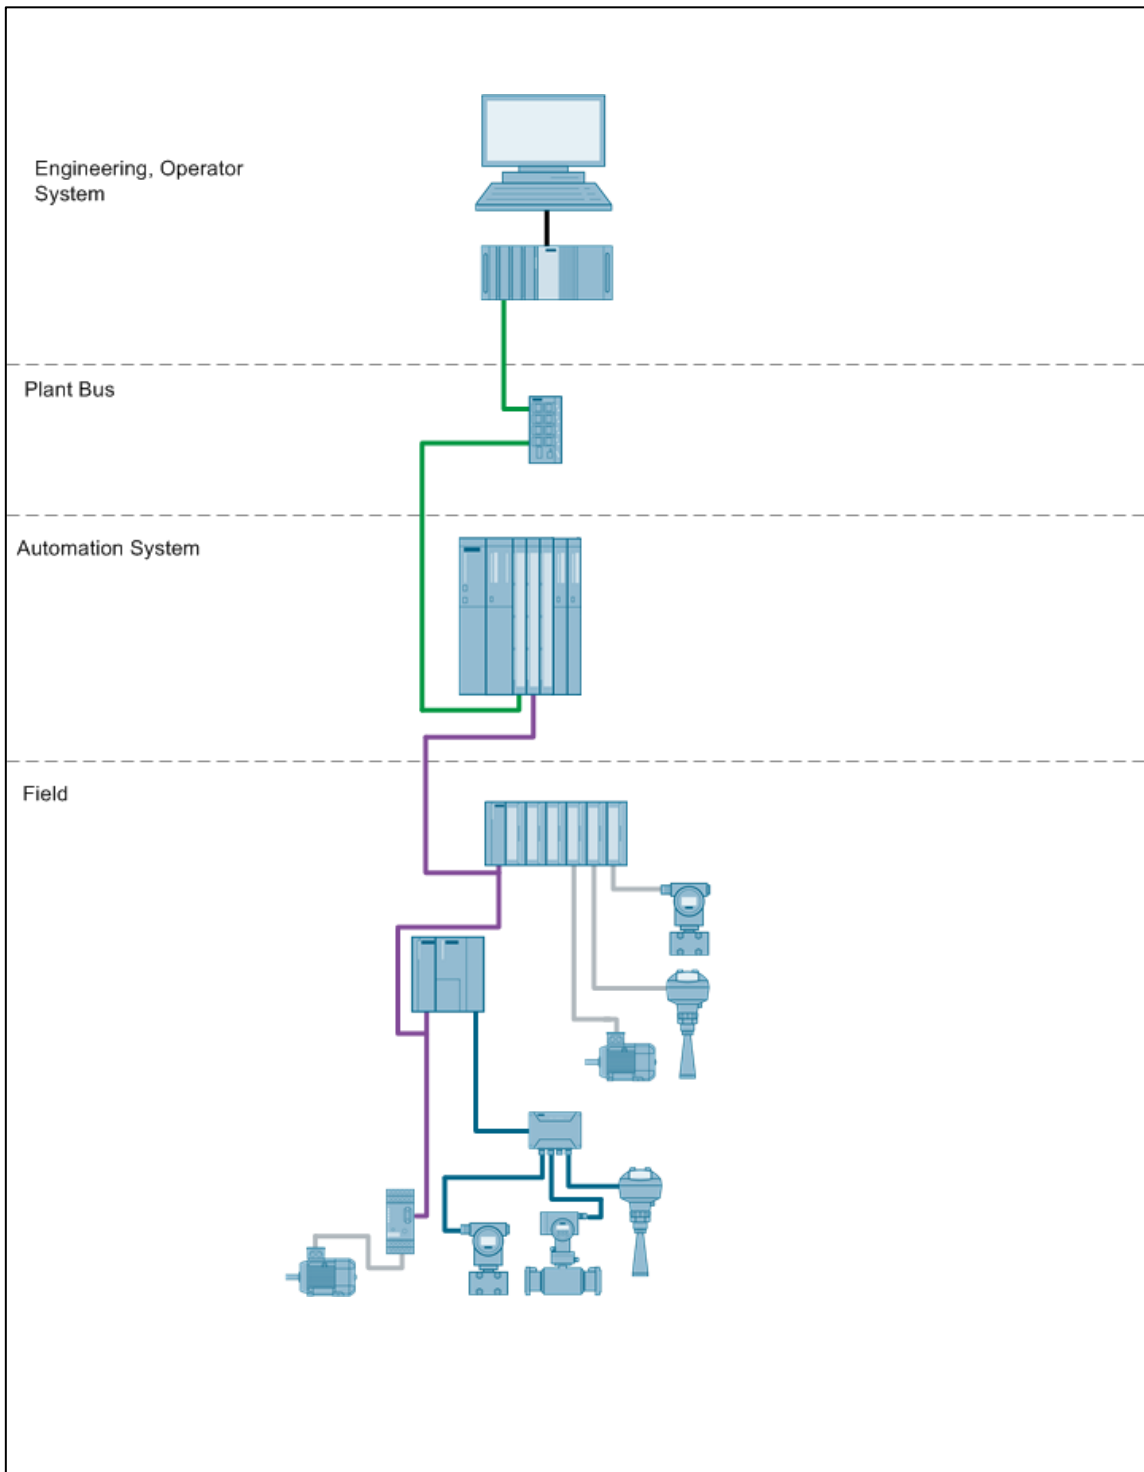 Engineering, Operator
System
Plant Bus
Automation System
Field